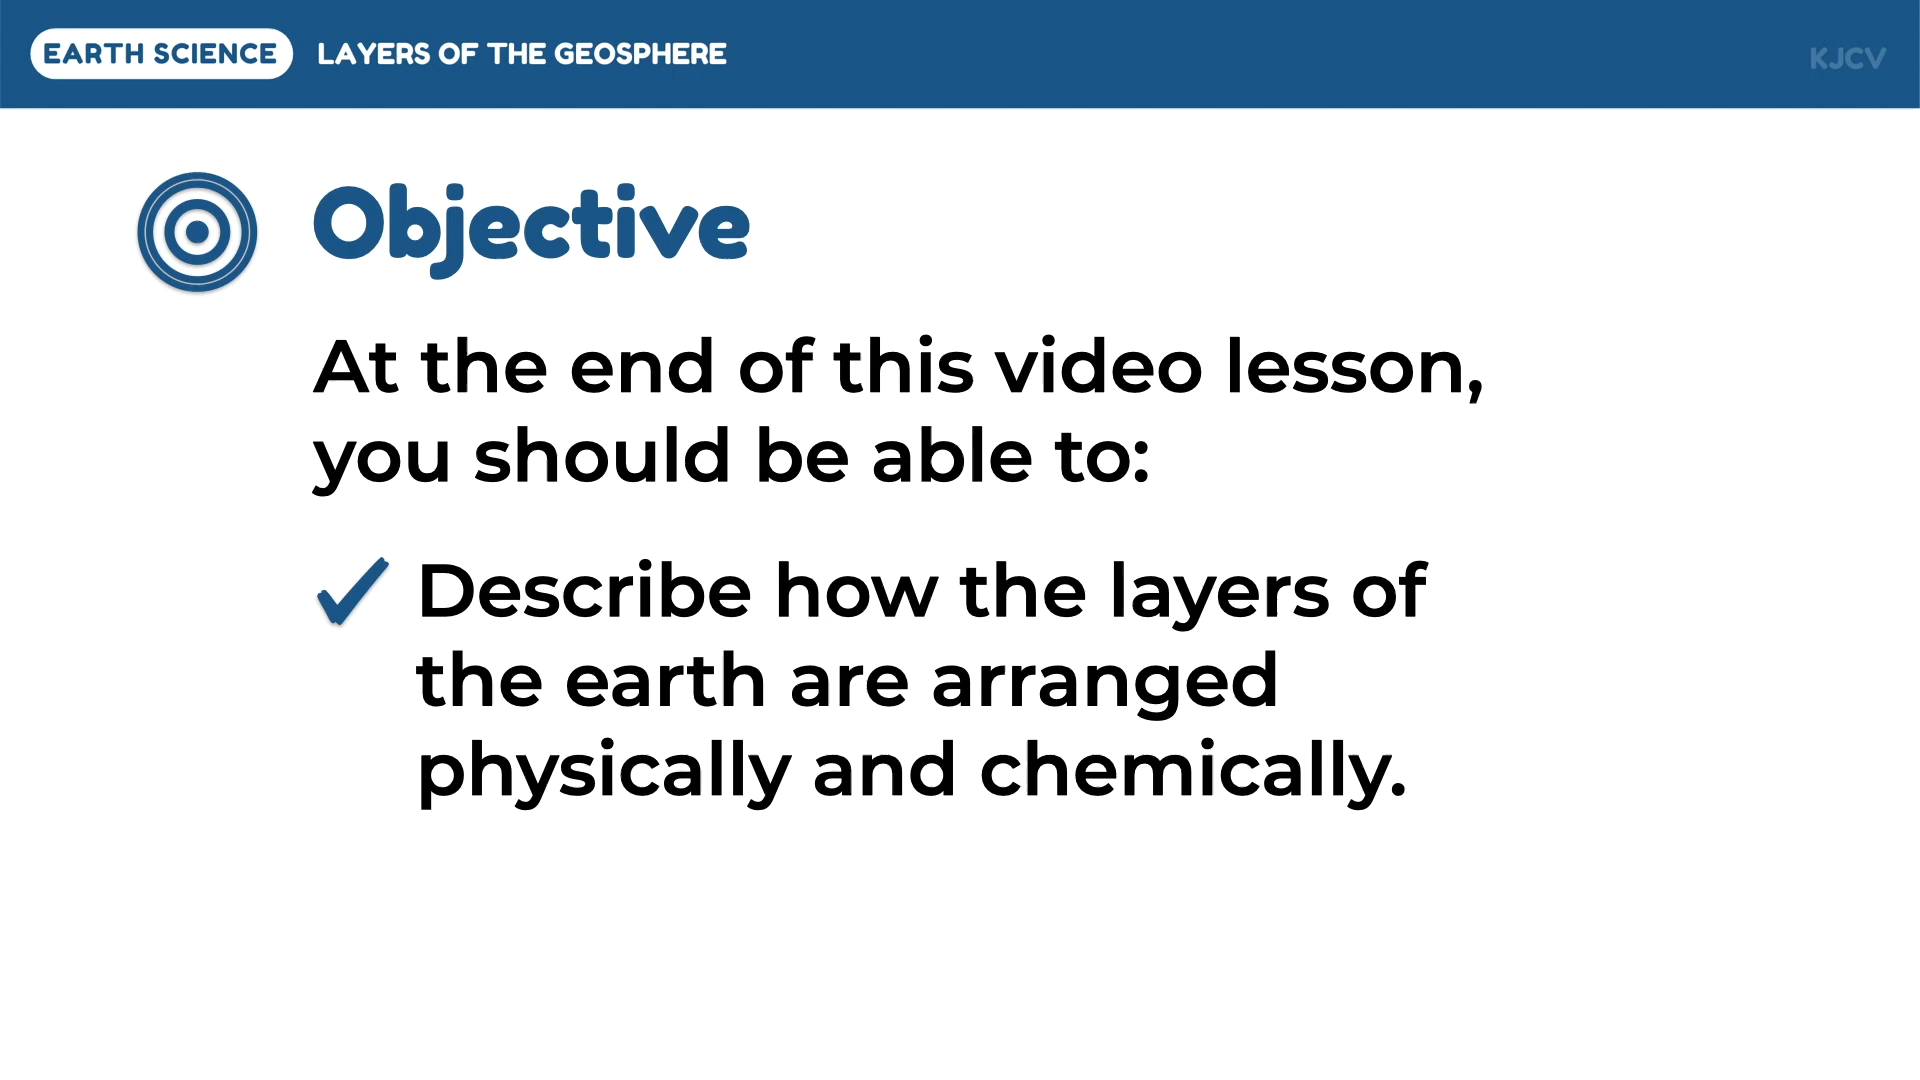 EARTH SCIENCE LAYERS OF THE GEOSPHERE KJCV
Objective
At the end of this video lesson,
you should be able to:
Describe how the layers of
the earth are arranged
physically and chemically.